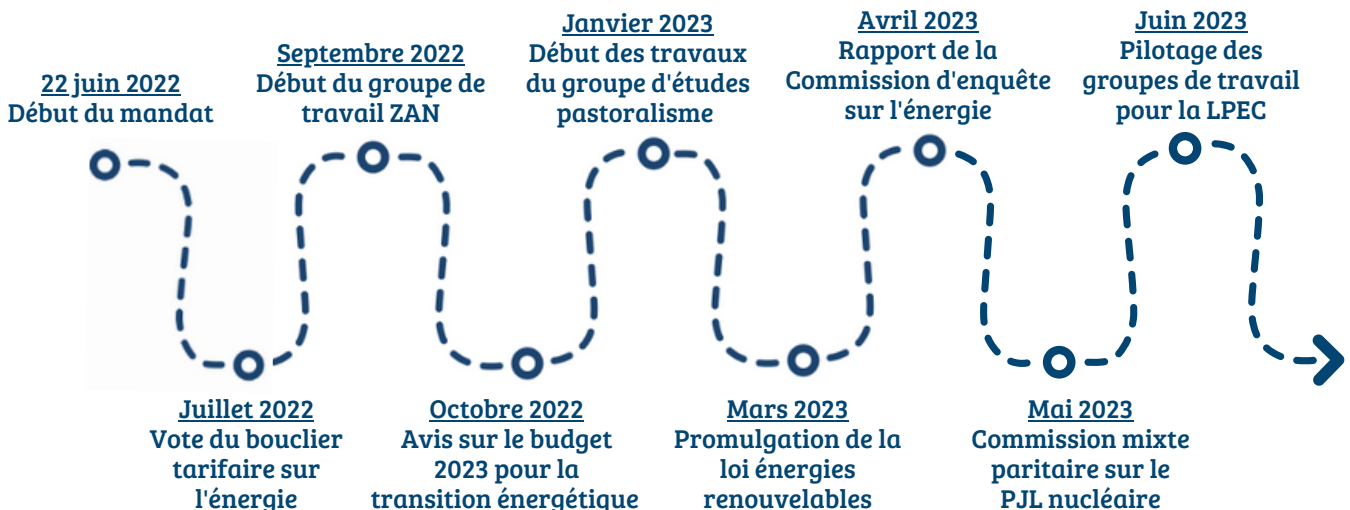 22 juin 2022
Début du mandat
Juillet 2022
Vote du bouclier
tarifaire sur
l'énergie
Septembre 2022
Début du groupe de
travail ZAN
Octobre 2022
Avis sur le budget
2023 pour la
transition énergétique
Janvier 2023
Début des travaux
du groupe d'études
pastoralisme
Mars 2023
Promulgation de la
loi énergies
renouvelables
Avril 2023
Rapport de la
Commission d'enquête
sur l'énergie
Mai 2023
Commission mixte
paritaire sur le
PJL nucléaire
Juin 2023
Pilotage des
groupes de travail
pour la LPEC